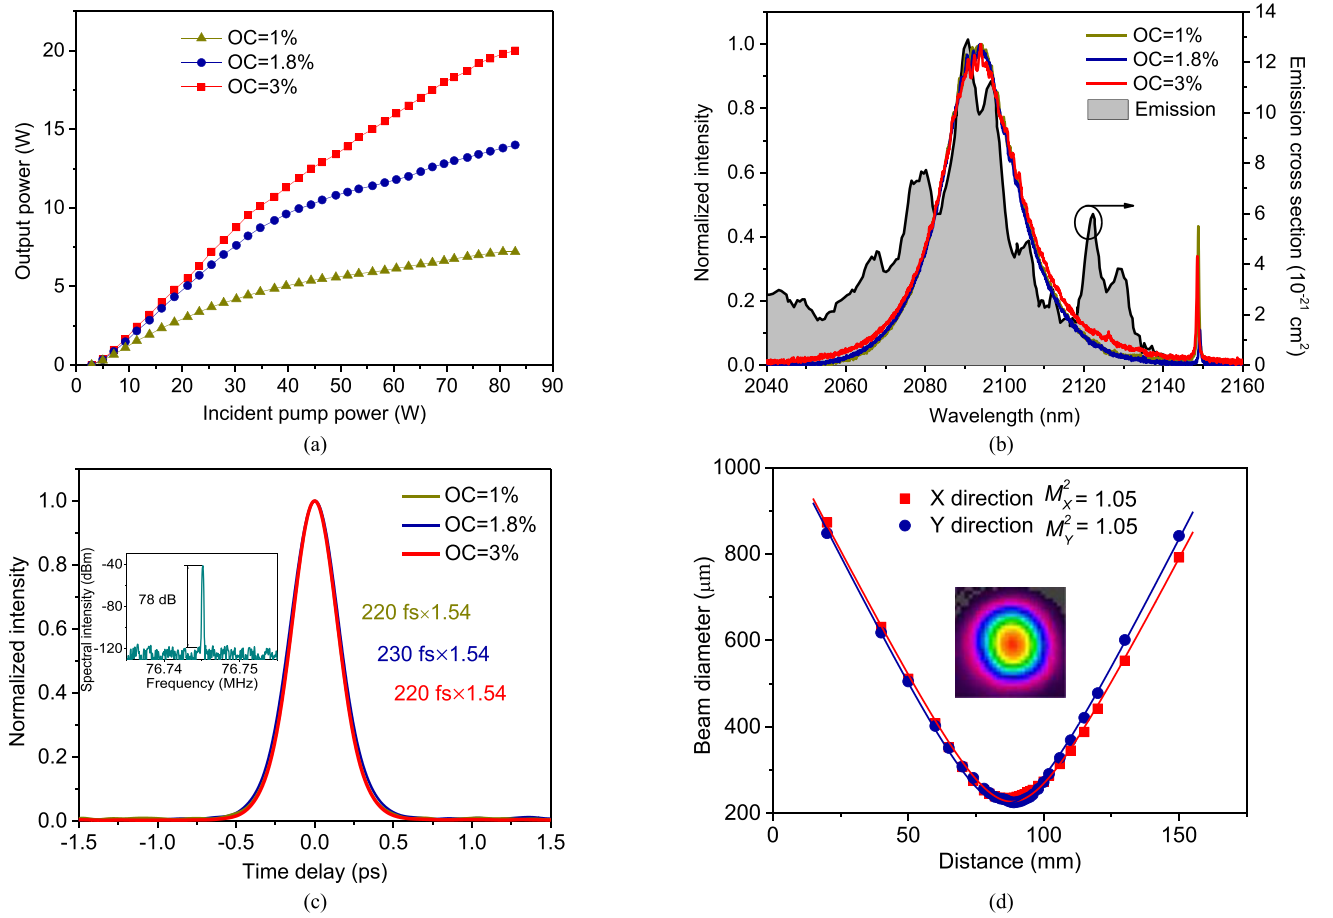 OC=1%
OC=1.8%
OC=3%
20
15
10
5
0
Output power (W)
0 10 20 30 40 50 60 70 80 90
Incident pump power (W)
(a)
OC=1%
OC=1.8%
OC=3%
Emission
1.0
0.8
0.6
0.4
0.2
0.0
Normalized intensity
14
12
10
8
6
4
2
0
Emission cross section (10⁻²¹ cm²)
2040 2060 2080 2100 2120 2140 2160
Wavelength (nm)
(b)
OC=1%
OC=1.8%
OC=3%
1.0
0.8
0.6
0.4
0.2
0.0
Normalized intensity
Spectral intensity (dBm)
-40
-80
-120
78 dB
76.74 76.75
Frequency (MHz)
220 fs×1.54
230 fs×1.54
220 fs×1.54
-1.5 -1.0 -0.5 0.0 0.5 1.0 1.5
Time delay (ps)
(c)
X direction M²X = 1.05
Y direction M²Y = 1.05
1000
800
600
400
200
Beam diameter (μm)
0 50 100 150
Distance (mm)
(d)